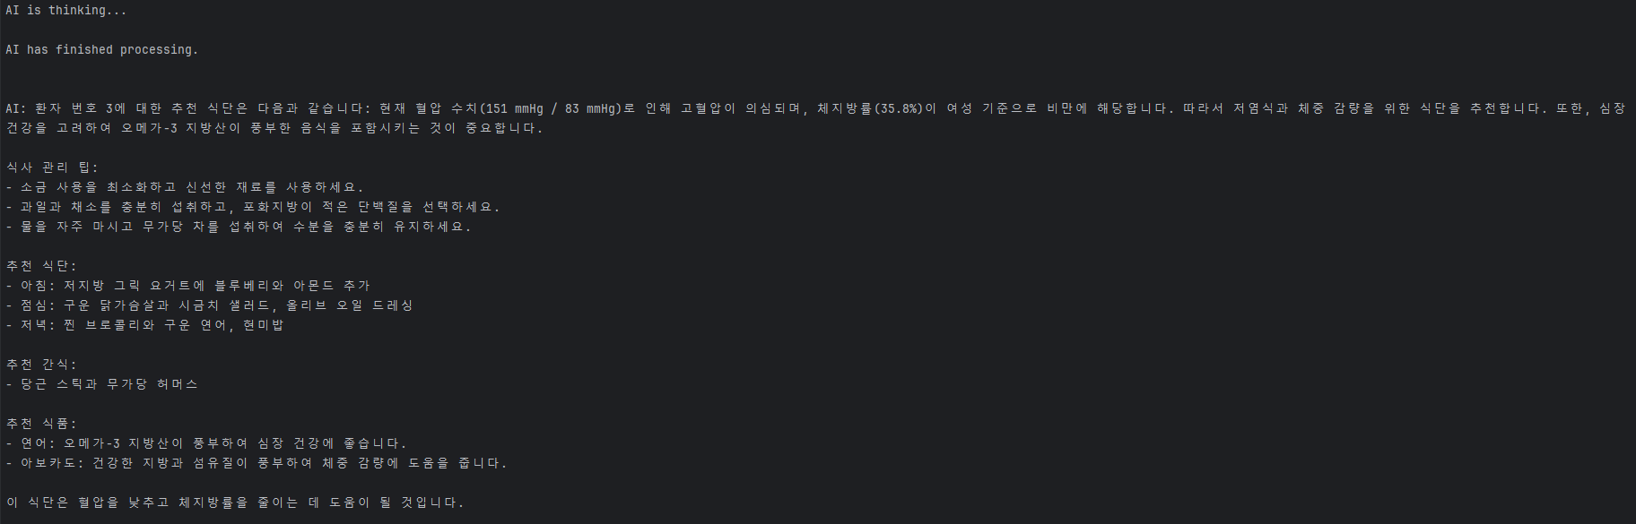 AI is thinking...
AI has finished processing.
AI: 환자 번호 3에 대한 추천 식단은 다음과 같습니다: 현재 혈압 수치(151 mmHg / 83 mmHg)로 인해 고혈압이 의심되며, 체지방률(35.8%)이 여성 기준으로 비만에 해당합니다. 따라서 저염식과 체중 감량을 위한 식단을 추천합니다. 또한, 심장
건강을 고려하여 오메가-3 지방산이 풍부한 음식을 포함시키는 것이 중요합니다.
식사 관리 팁:
- 소금 사용을 최소화하고 신선한 재료를 사용하세요.
- 과일과 채소를 충분히 섭취하고, 포화지방이 적은 단백질을 선택하세요.
- 물을 자주 마시고 무가당 차를 섭취하여 수분을 충분히 유지하세요.
추천 식단:
- 아침: 저지방 그릭 요거트에 블루베리와 아몬드 추가
- 점심: 구운 닭가슴살과 시금치 샐러드, 올리브 오일 드레싱
- 저녁: 찐 브로콜리와 구운 연어, 현미밥
추천 간식:
- 당근 스틱과 무가당 허머스
추천 식품:
- 연어: 오메가-3 지방산이 풍부하여 심장 건강에 좋습니다.
- 아보카도: 건강한 지방과 섬유질이 풍부하여 체중 감량에 도움을 줍니다.
이 식단은 혈압을 낮추고 체지방률을 줄이는 데 도움이 될 것입니다.